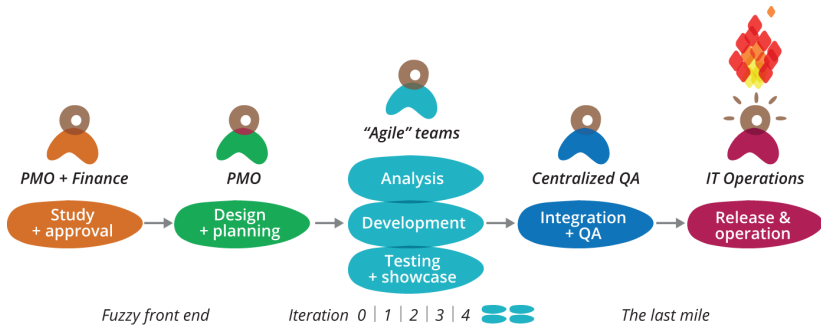 "Agile" teams
PMO + Finance
PMO
Centralized QA
IT Operations
Study
+ approval
Design
+ planning
Analysis
Development
Testing
+ showcase
Integration
+ QA
Release &
operation
Fuzzy front end
Iteration 0 | 1 | 2 | 3 | 4
The last mile